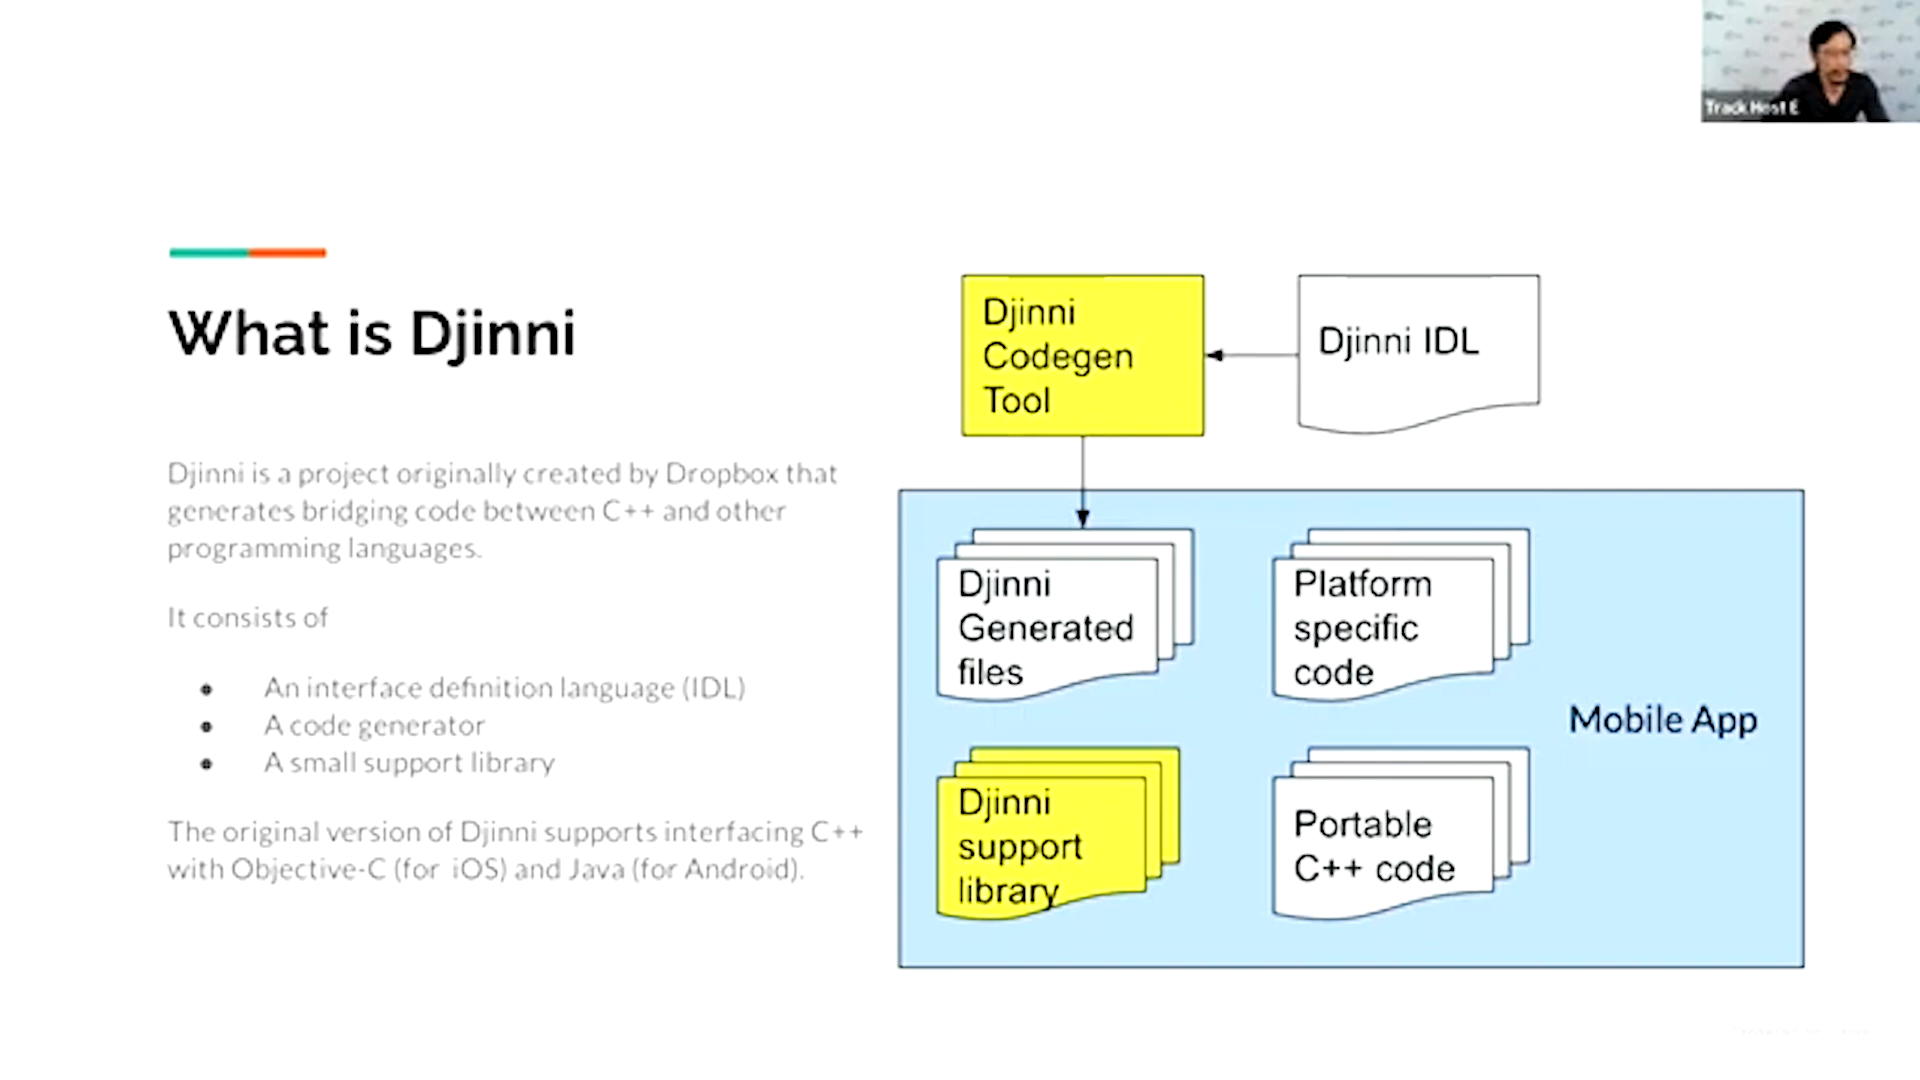 Track Host E
What is Djinni
Djinni is a project originally created by Dropbox that
generates bridging code between C++ and other
programming languages.
It consists of
● An interface definition language (IDL)
● A code generator
● A small support library
The original version of Djinni supports interfacing C++
with Objective-C (for iOS) and Java (for Android).
Djinni
Codegen
Tool
Djinni IDL
Djinni
Generated
files
Platform
specific
code
Mobile App
Djinni
support
library
Portable
C++ code